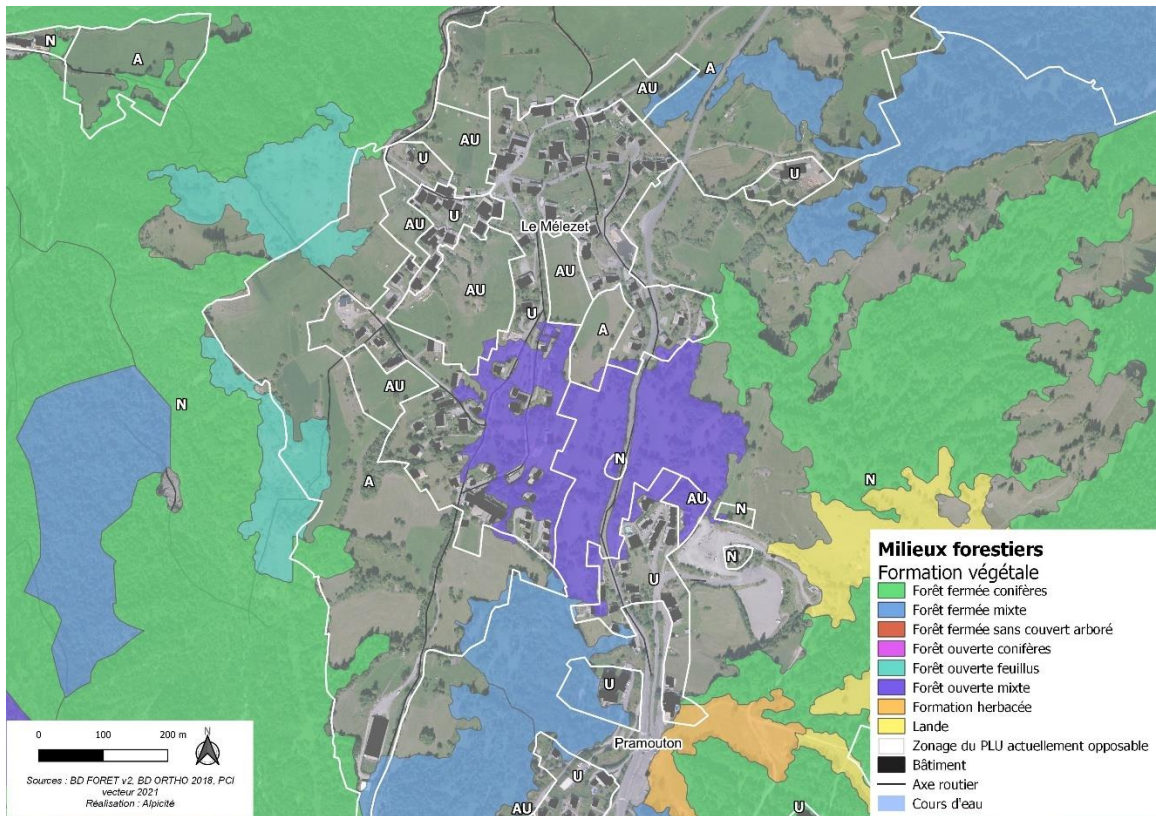 N
A
AU
A
AU
U
U
AU
U
Le Mélezet
AU
AU
U
A
AU
N
A
N
AU
N
N
N
U
U
Pramouton
U
AU
U
Milieux forestiers
Formation végétale
Forêt fermée conifères
Forêt fermée mixte
Forêt fermée sans couvert arboré
Forêt ouverte conifères
Forêt ouverte feuillus
Forêt ouverte mixte
Formation herbacée
Lande
Zonage du PLU actuellement opposable
Bâtiment
Axe routier
Cours d'eau
0 100 200 m
N
Sources : BD FORET v2, BD ORTHO 2018, PCI
vecteur 2021
Réalisation : Alpicité